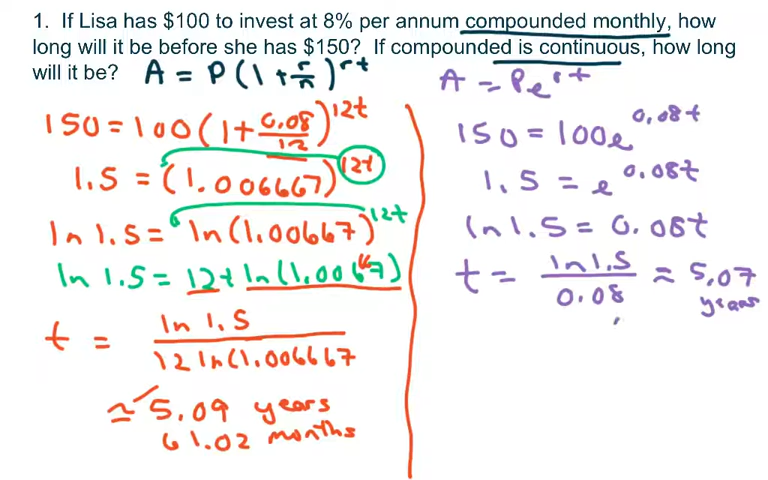 1. If Lisa has $100 to invest at 8% per annum compounded monthly, how
long will it be before she has $150? If compounded is continuous, how long
will it be? A = P(1 + r/n)^rt
150 = 100(1 + 0.08/12)^12t
1.5 = (1.006667)^12t
ln 1.5 = ln(1.00667)^12t
ln 1.5 = 12t ln(1.00667)
t = ln 1.5 / 12 ln(1.006667
≈ 5.09 years
61.02 months
A = Pe^rt
150 = 100e^0.08t
1.5 = e^0.08t
ln 1.5 = 0.08t
t = ln 1.5 / 0.08 ≈ 5.07
years